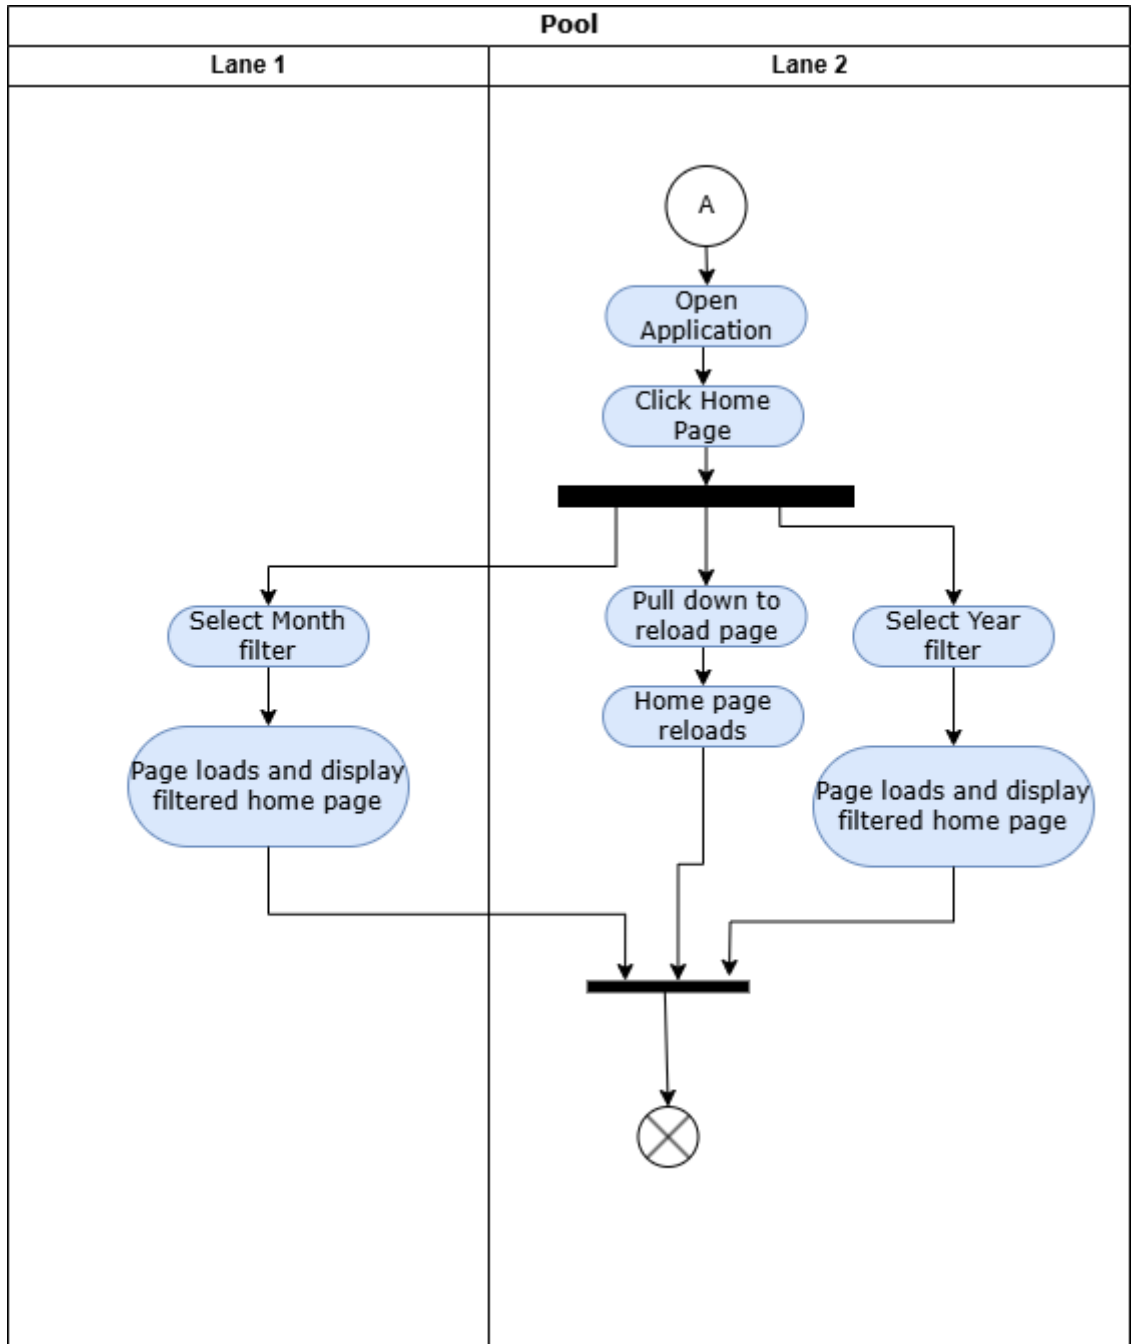 Pool
Lane 1
Lane 2
A
Open
Application
Click Home
Page
Select Month
filter
Pull down to
reload page
Select Year
filter
Home page
reloads
Page loads and display
filtered home page
Page loads and display
filtered home page